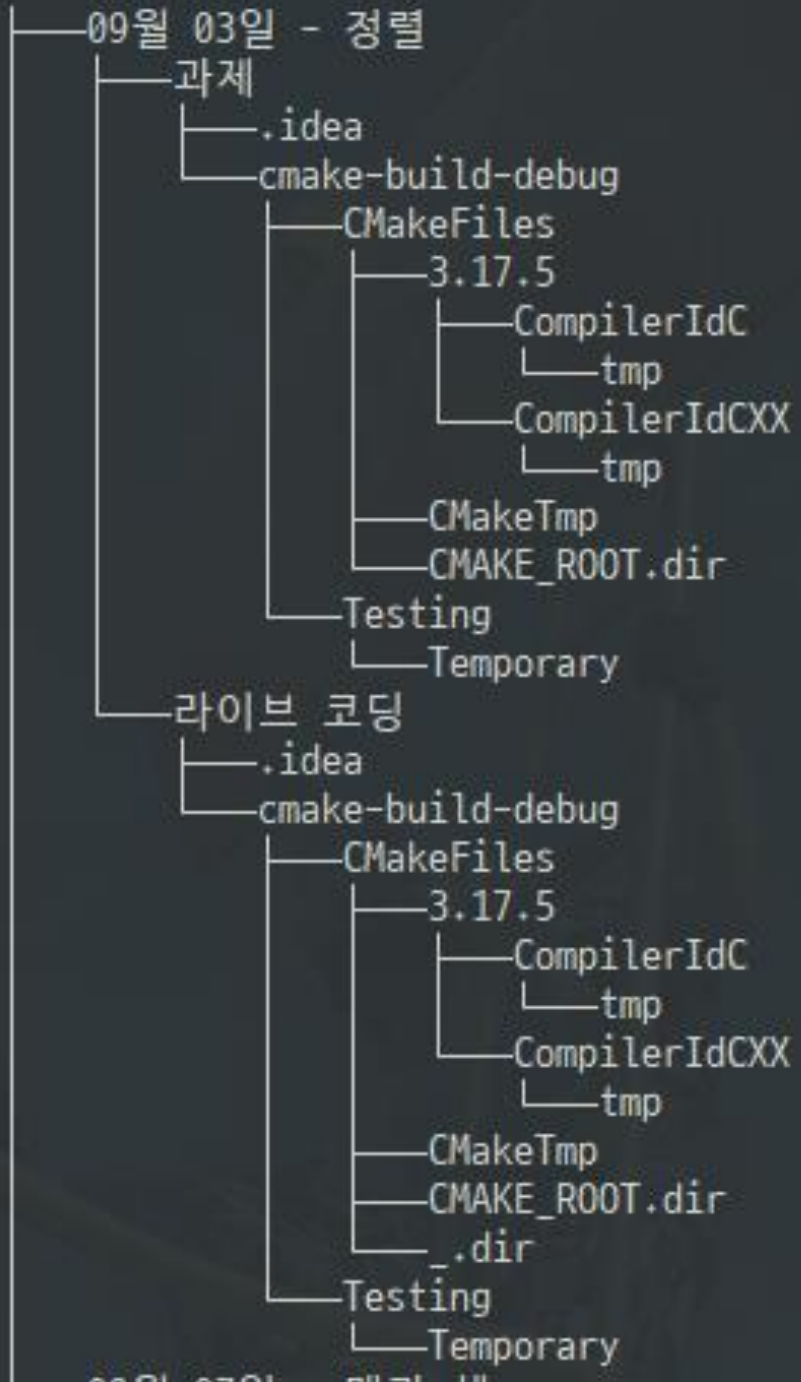 09월 03일 - 정렬
과제
.idea
cmake-build-debug
CMakeFiles
3.17.5
CompilerIdC
tmp
CompilerIdCXX
tmp
CMakeTmp
CMAKE_ROOT.dir
Testing
Temporary
라이브 코딩
.idea
cmake-build-debug
CMakeFiles
3.17.5
CompilerIdC
tmp
CompilerIdCXX
tmp
CMakeTmp
CMAKE_ROOT.dir
_.dir
Testing
Temporary